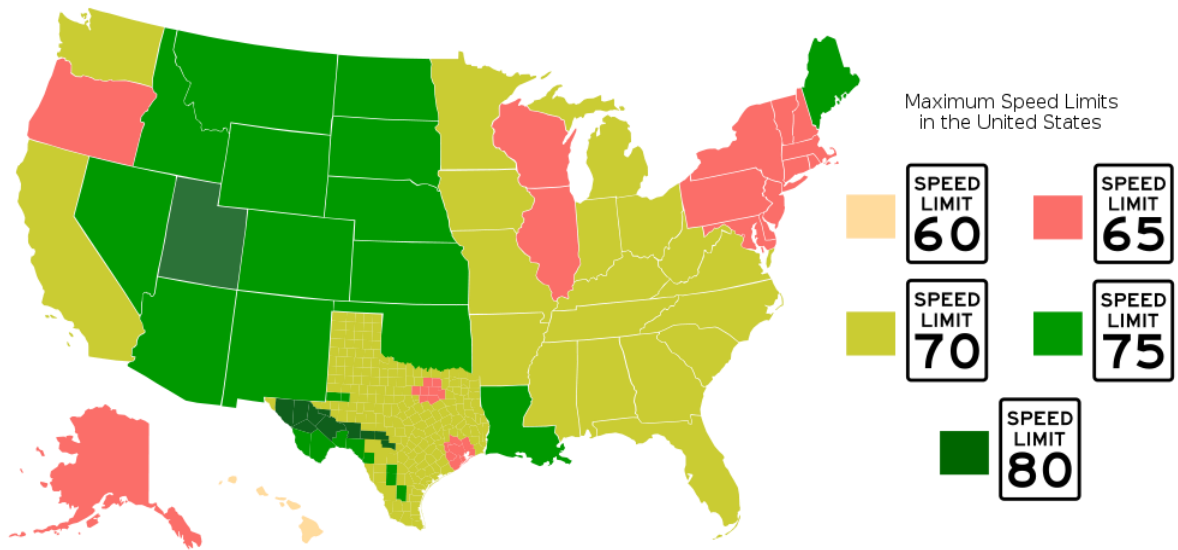 Maximum Speed Limits
in the United States
SPEED
LIMIT
60
SPEED
LIMIT
65
SPEED
LIMIT
70
SPEED
LIMIT
75
SPEED
LIMIT
80